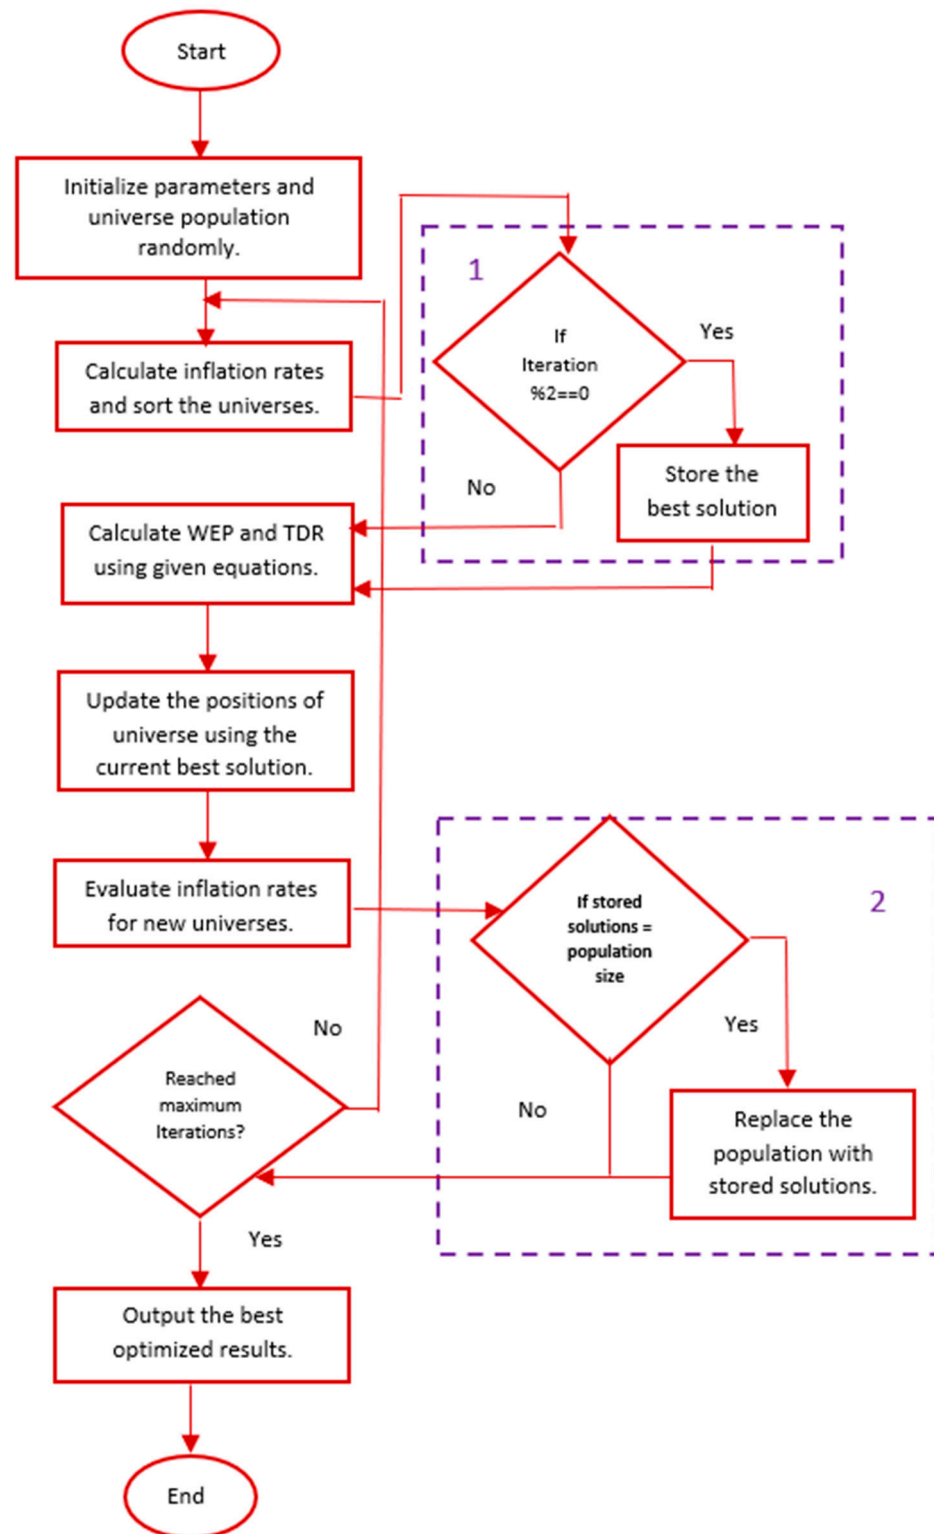 Start
Initialize parameters and
universe population
randomly.
Calculate inflation rates
and sort the universes.
1
If
Iteration
%2==0
Yes
No
Store the
best solution
Calculate WEP and TDR
using given equations.
Update the positions of
universe using the
current best solution.
Evaluate inflation rates
for new universes.
2
If stored
solutions =
population
size
Yes
No
Replace the
population with
stored solutions.
Reached
maximum
Iterations?
No
Yes
Output the best
optimized results.
End